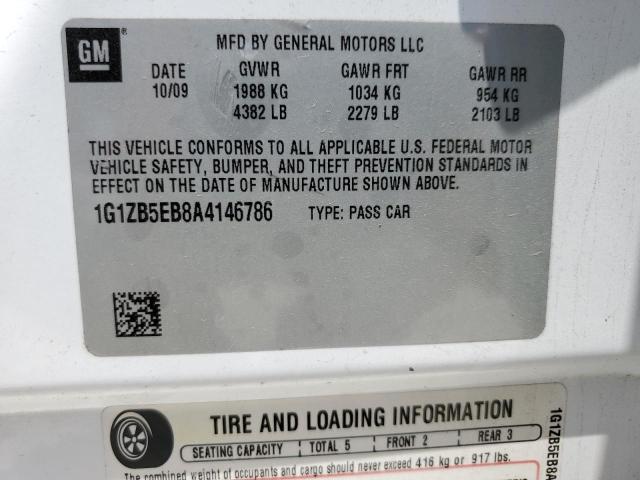 GM
MFD BY GENERAL MOTORS LLC
DATE GVWR GAWR FRT GAWR RR
10/09 1988 KG 1034 KG 954 KG
4382 LB 2279 LB 2103 LB
THIS VEHICLE CONFORMS TO ALL APPLICABLE U.S. FEDERAL MOTOR
VEHICLE SAFETY, BUMPER, AND THEFT PREVENTION STANDARDS IN
EFFECT ON THE DATE OF MANUFACTURE SHOWN ABOVE.
1G1ZB5EB8A4146786 TYPE: PASS CAR
TIRE AND LOADING INFORMATION
SEATING CAPACITY TOTAL 5 FRONT 2 REAR 3
The combined weight of occupants and cargo should never exceed 416 kg or 917 lbs.
1G1ZB5EB8A